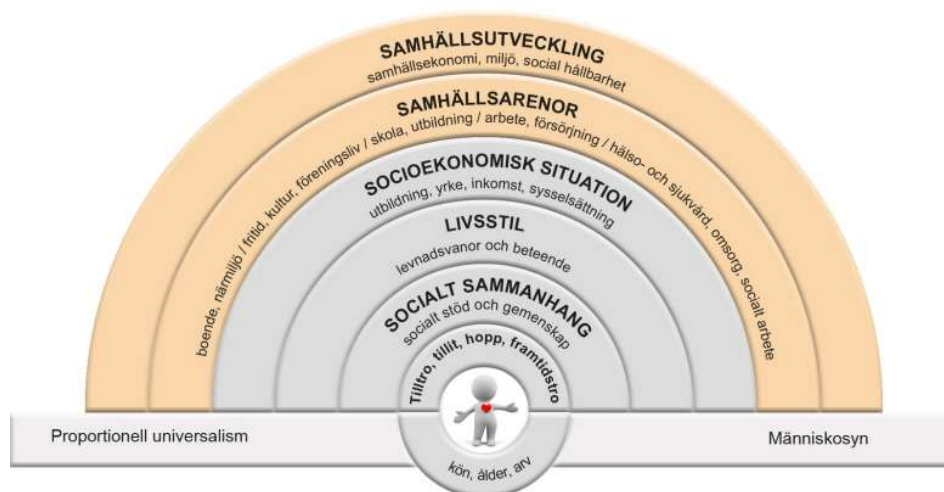 SAMHÄLLSUTVECKLING
samhällsekonomi, miljö, social hållbarhet
SAMHÄLLSARENOR
boende, närmiljö / fritid, kultur, föreningsliv / skola, utbildning / arbete, försörjning / hälso- och sjukvård, omsorg, socialt arbete
SOCIOEKONOMISK SITUATION
utbildning, yrke, inkomst, sysselsättning
LIVSSTIL
levnadsvanor och beteende
SOCIALT SAMMANHANG
socialt stöd och gemenskap
Tilltro, tillit, hopp, framtidstro
Proportionell universalism
Människosyn
kön, ålder, arv